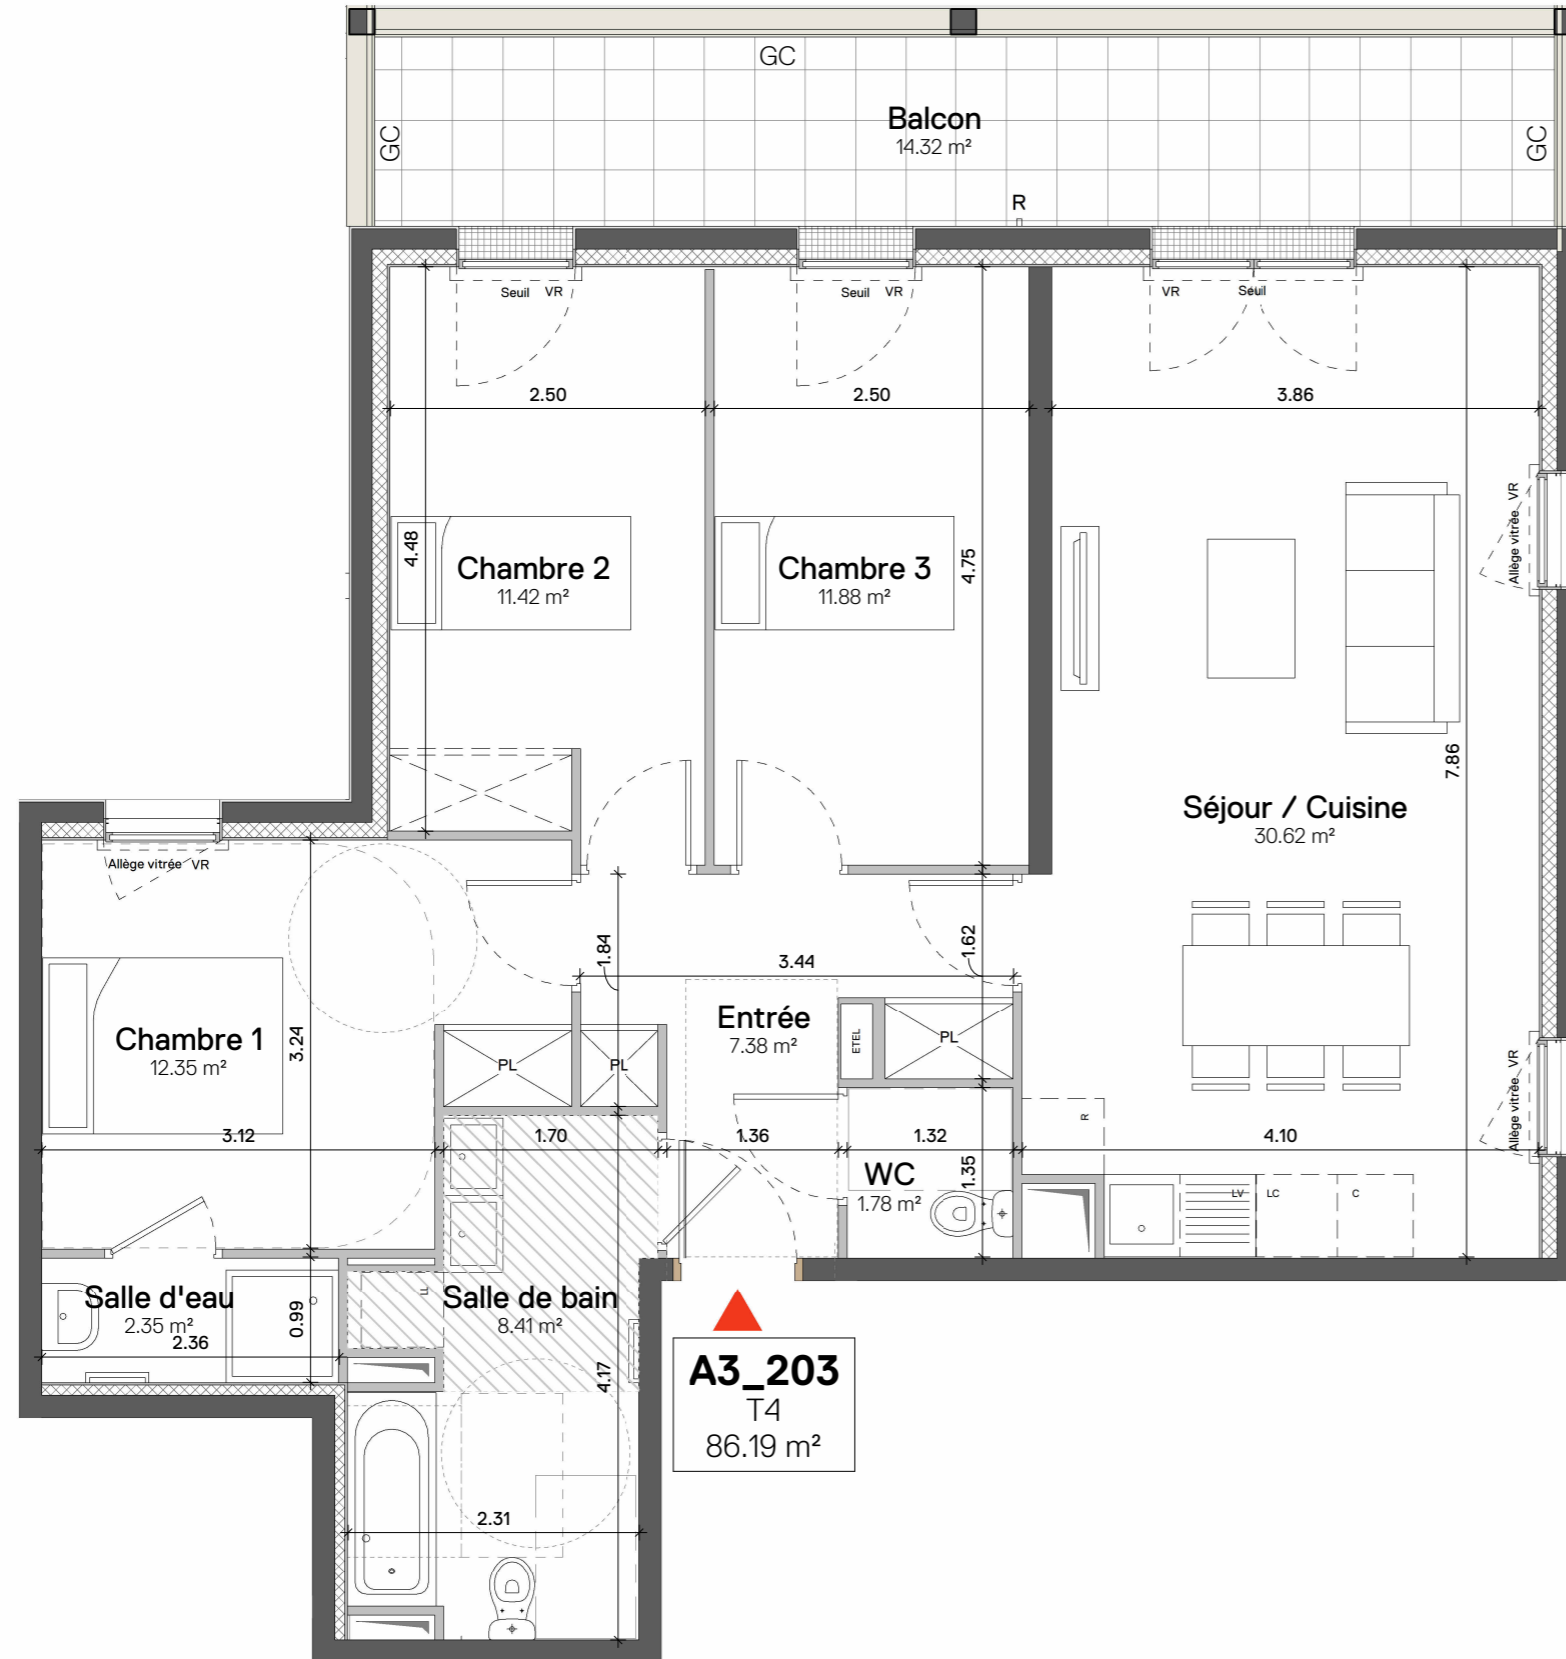 GC
Balcon
14.32 m²
GC
GC
R
Seuil VR
Seuil VR
VR Seuil
2.50
2.50
3.86
Allège vitrée VR
4.48
Chambre 2
11.42 m²
Chambre 3
11.88 m²
4.75
7.86
Séjour / Cuisine
30.62 m²
Allège vitrée VR
1.84
3.44
1.62
Chambre 1
12.35 m²
3.24
Entrée
7.38 m²
ETEL
PL
PL
PL
Allège vitrée VR
R
3.12
1.70
1.36
1.32
4.10
WC
1.78 m²
1.35
LV
LC
C
Salle d'eau
2.35 m²
2.36
0.99
LL
Salle de bain
8.41 m²
4.17
A3_203
T4
86.19 m²
2.31